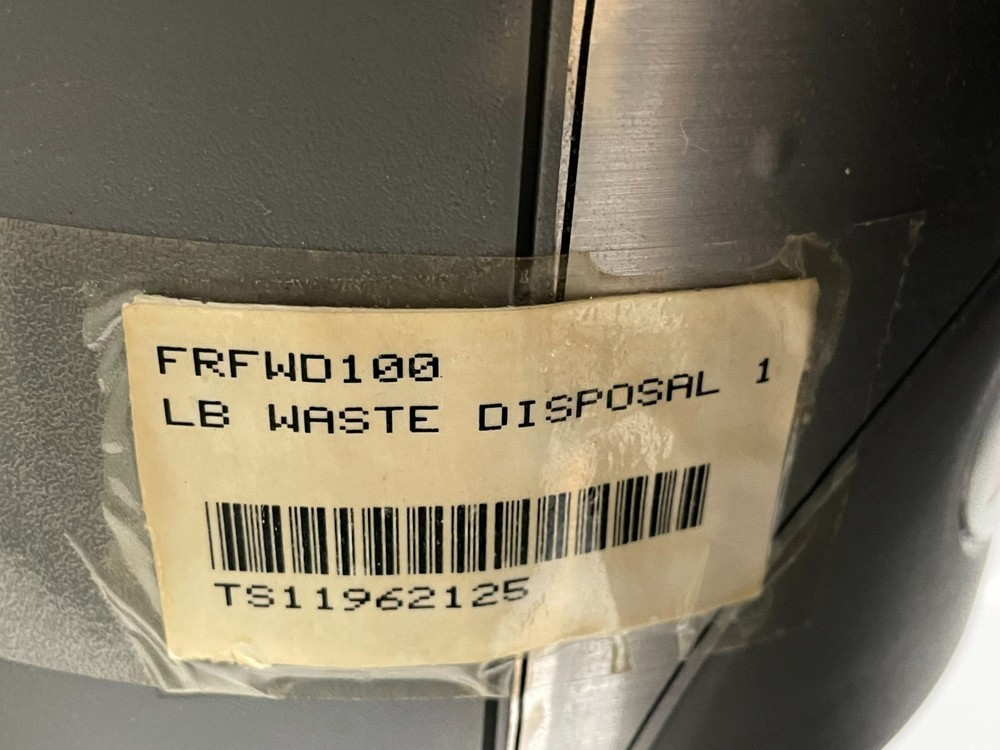 FRFWD100
LB WASTE DISPOSAL 1
TS11962125